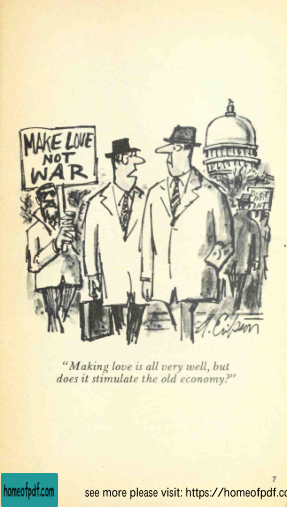 MAKE LOVE
NOT
WAR
"Making love is all very well, but
does it stimulate the old economy?"
7
homeofpdf.com
see more please visit: https://homeofpdf.co